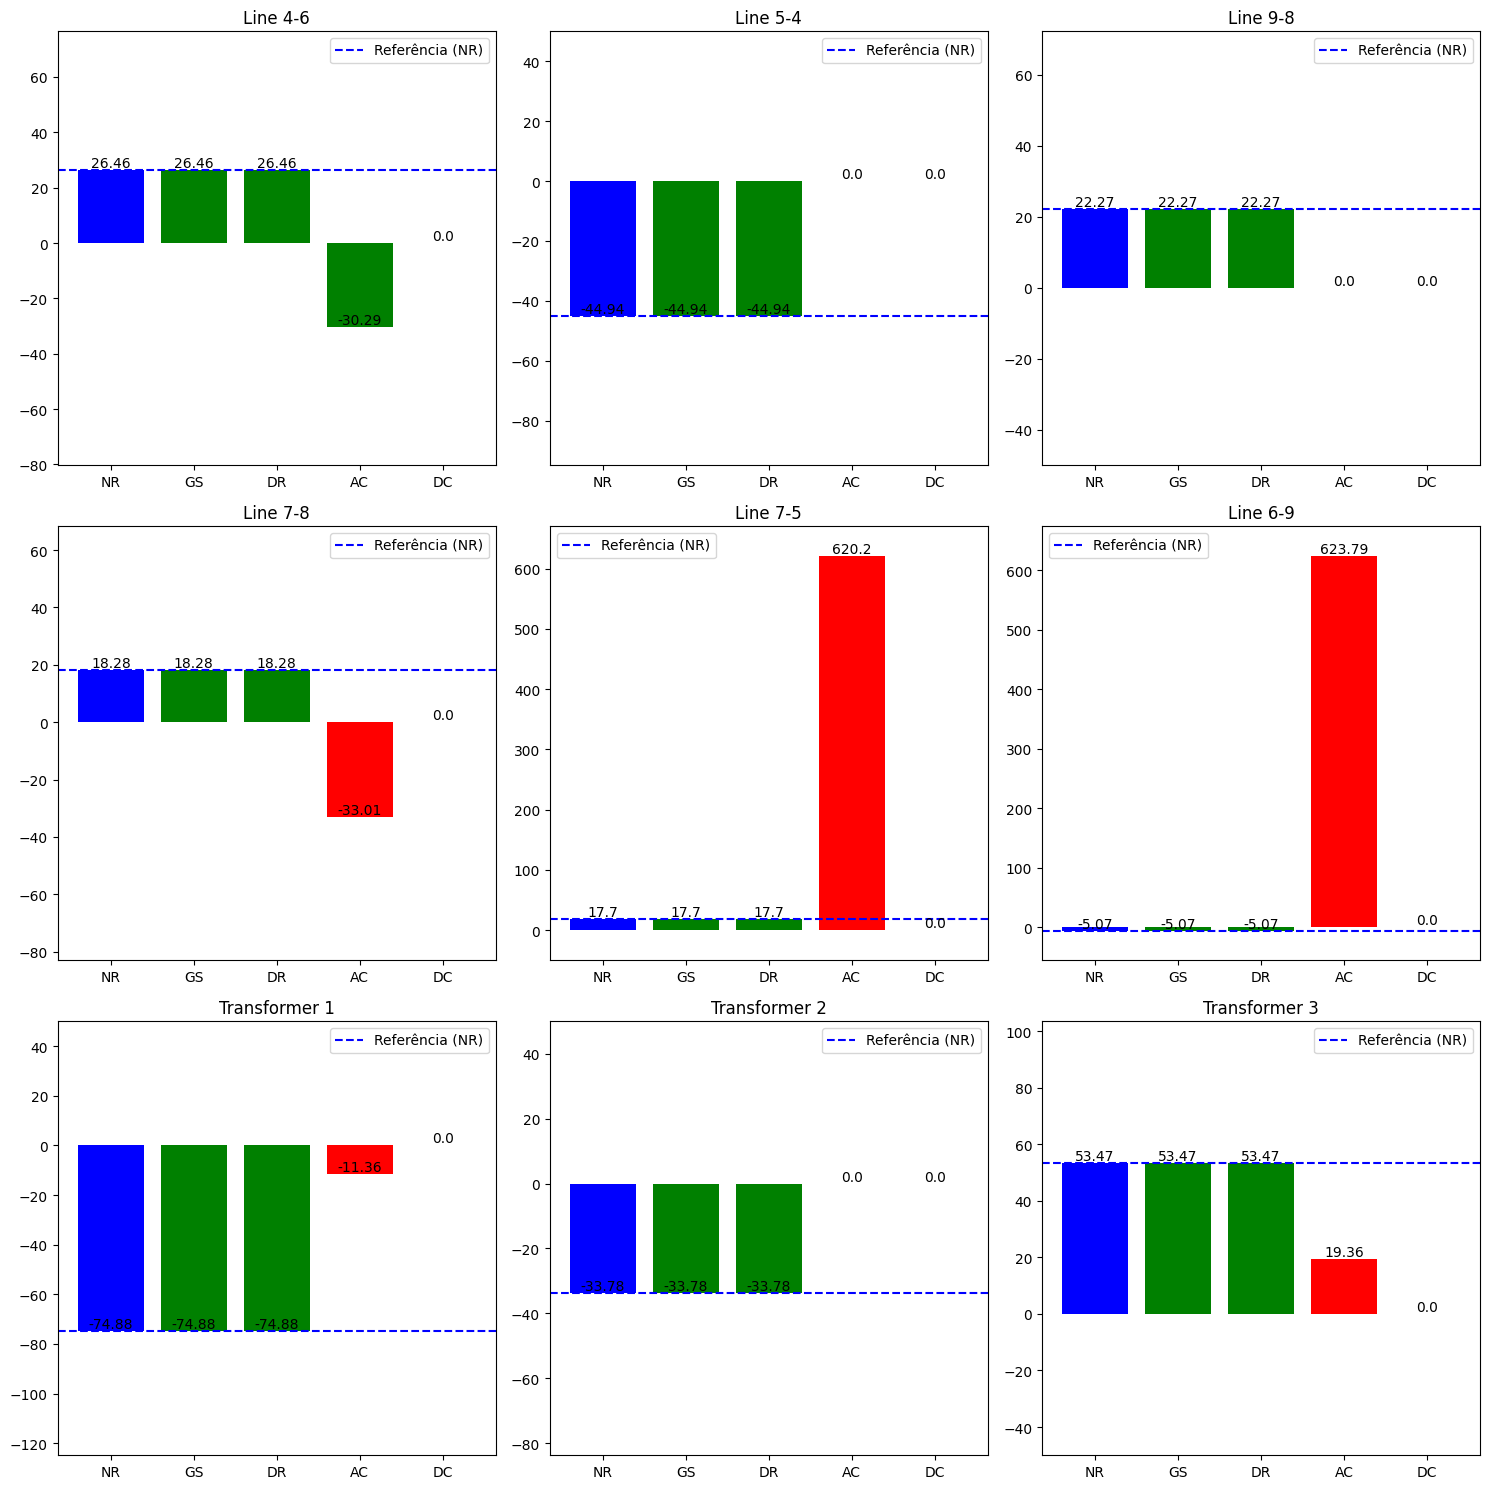 Line 4-6
Referência (NR)
60
40
20
0
−20
−40
−60
−80
26.46 26.46 26.46 -30.29 0.0
NR GS DR AC DC
Line 5-4
Referência (NR)
40
20
0
−20
−40
−60
−80
-44.94 -44.94 -44.94 0.0 0.0
NR GS DR AC DC
Line 9-8
Referência (NR)
60
40
20
0
−20
−40
22.27 22.27 22.27 0.0 0.0
NR GS DR AC DC
Line 7-8
Referência (NR)
60
40
20
0
−20
−40
−60
−80
18.28 18.28 18.28 -33.01 0.0
NR GS DR AC DC
Line 7-5
Referência (NR)
600
500
400
300
200
100
0
17.7 17.7 17.7 620.2 0.0
NR GS DR AC DC
Line 6-9
Referência (NR)
600
500
400
300
200
100
0
-5.07 -5.07 -5.07 623.79 0.0
NR GS DR AC DC
Transformer 1
Referência (NR)
40
20
0
−20
−40
−60
−80
−100
−120
-74.88 -74.88 -74.88 -11.36 0.0
NR GS DR AC DC
Transformer 2
Referência (NR)
40
20
0
−20
−40
−60
−80
-33.78 -33.78 -33.78 0.0 0.0
NR GS DR AC DC
Transformer 3
Referência (NR)
100
80
60
40
20
0
−20
−40
53.47 53.47 53.47 19.36 0.0
NR GS DR AC DC